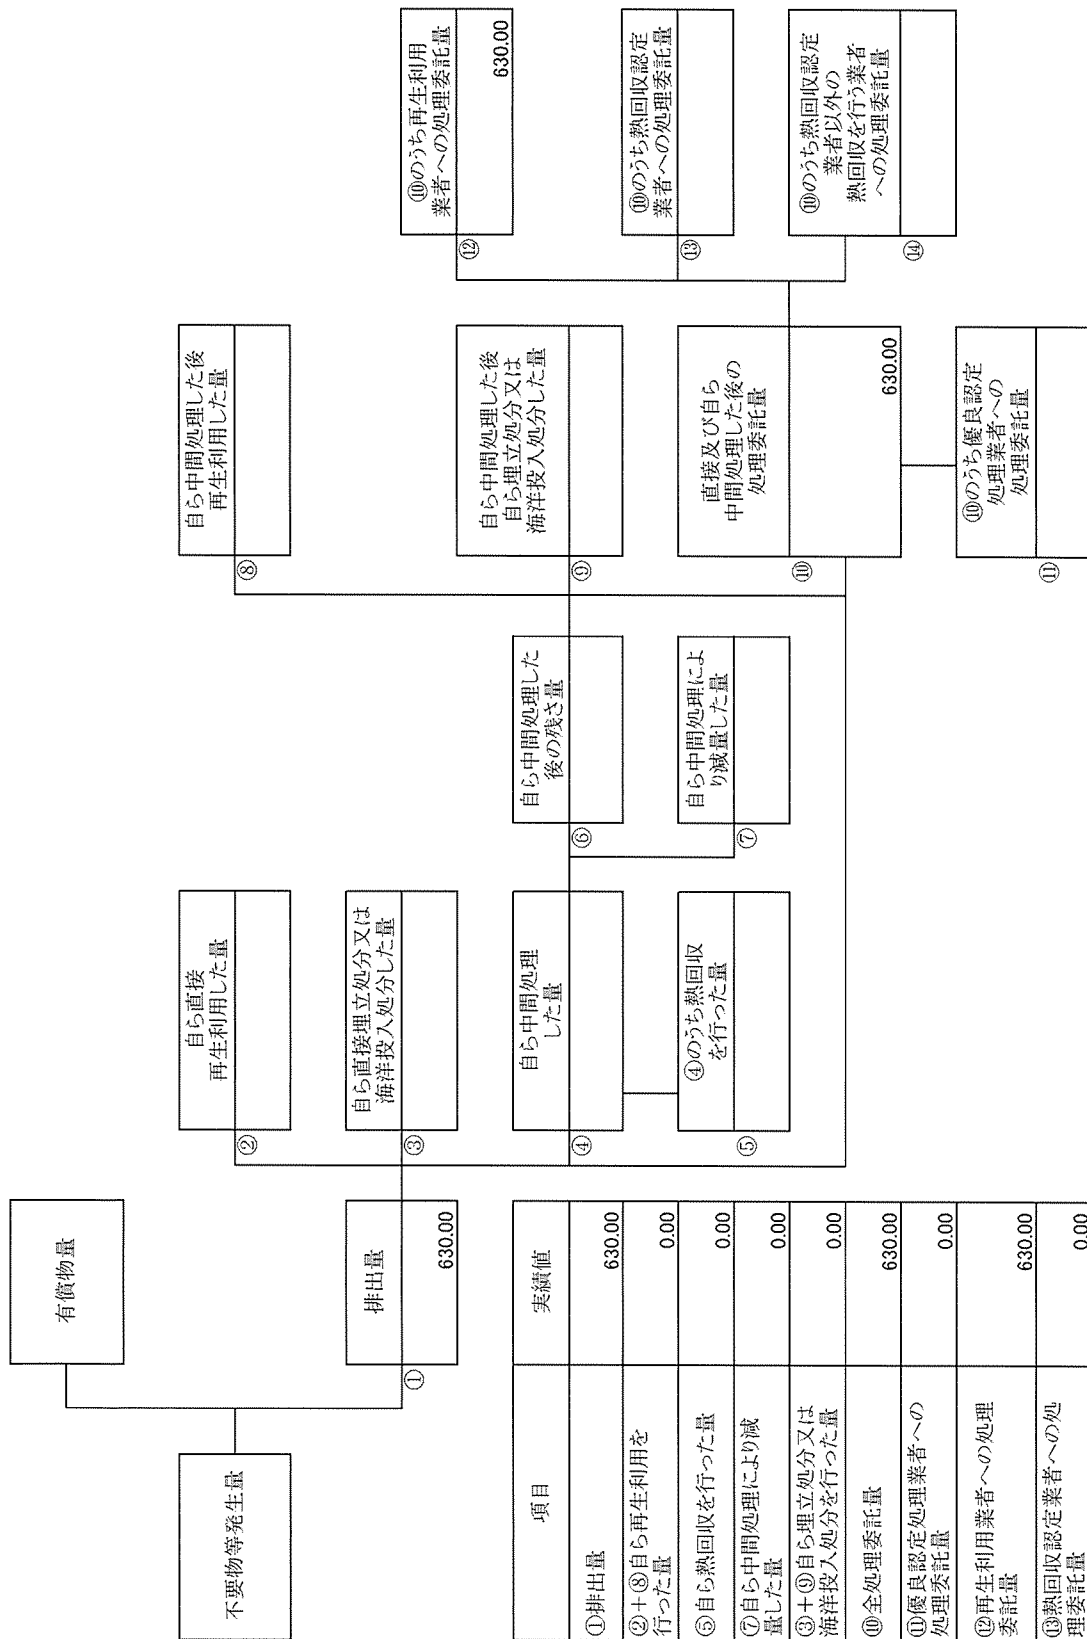 不要物等発生量
有償物量
排出量
①
630.00
②
自ら直接
再生利用した量
③
自ら直接埋立処分又は
海洋投入処分した量
④
自ら中間処理
した量
⑤
④のうち熱回収
を行った量
⑥
自ら中間処理した
後の残さ量
⑦
自ら中間処理によ
り減量した量
⑧
自ら中間処理した後
再生利用した量
⑨
自ら中間処理した後
自ら埋立処分又は
海洋投入処分した量
⑩
直接及び自ら
中間処理した後の
処理委託量
630.00
⑪
⑩のうち優良認定
処理業者への
処理委託量
⑫
⑩のうち再生利用
業者への処理委託量
630.00
⑬
⑩のうち熱回収認定
業者への処理委託量
⑭
⑩のうち熱回収認定
業者以外の
熱回収を行う業者
への処理委託量
項目 実績値
①排出量 630.00
②+⑧自ら再生利用を
行った量 0.00
⑤自ら熱回収を行った量 0.00
⑦自ら中間処理により減
量した量 0.00
③+⑨自ら埋立処分又は
海洋投入処分を行った量 0.00
⑩全処理委託量 630.00
⑪優良認定処理業者への
処理委託量 0.00
⑫再生利用業者への処理
委託量 630.00
⑬熱回収認定業者への処
理委託量 0.00